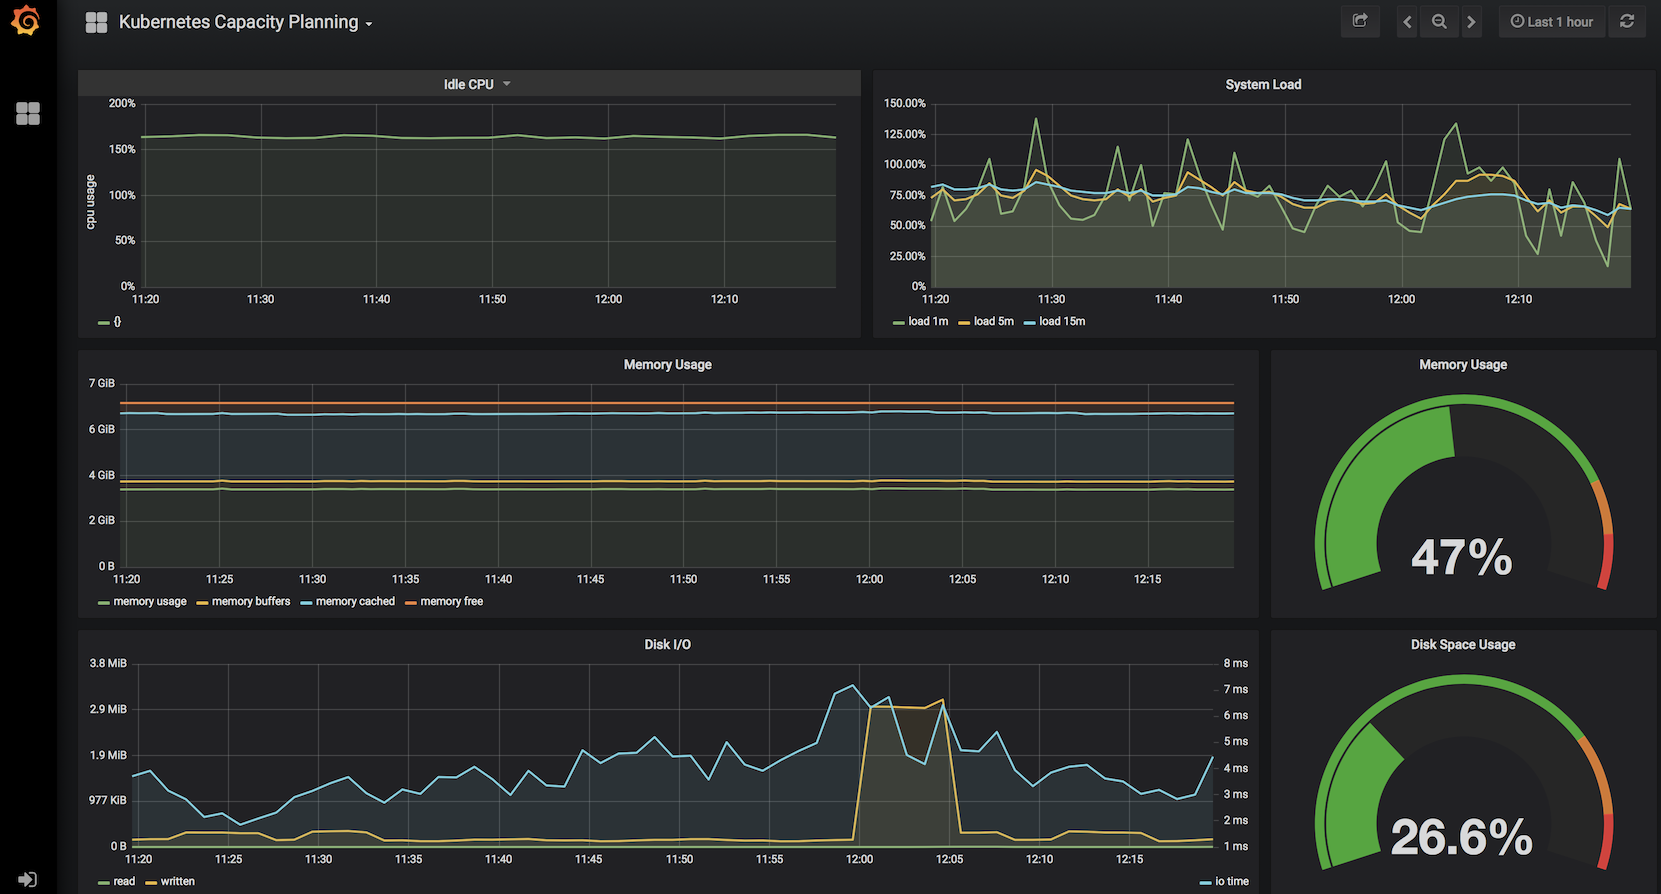 Kubernetes Capacity Planning
Last 1 hour
Idle CPU
200%
150%
100%
50%
0%
cpu usage
11:20 11:30 11:40 11:50 12:00 12:10
{}
System Load
150.00%
125.00%
100.00%
75.00%
50.00%
25.00%
0%
11:20 11:30 11:40 11:50 12:00 12:10
load 1m load 5m load 15m
Memory Usage
7 GiB
6 GiB
4 GiB
2 GiB
0 B
11:20 11:25 11:30 11:35 11:40 11:45 11:50 11:55 12:00 12:05 12:10 12:15
memory usage memory buffers memory cached memory free
Memory Usage
47%
Disk I/O
3.8 MiB
2.9 MiB
1.9 MiB
977 KiB
0 B
8 ms
7 ms
6 ms
5 ms
4 ms
3 ms
2 ms
1 ms
11:20 11:25 11:30 11:35 11:40 11:45 11:50 11:55 12:00 12:05 12:10 12:15
read written io time
Disk Space Usage
26.6%